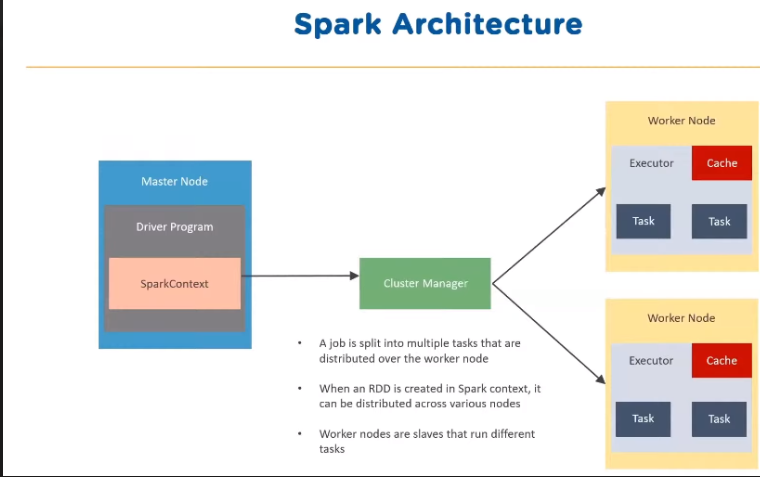 Spark Architecture
Master Node
Driver Program
SparkContext
Cluster Manager
Worker Node
Executor
Cache
Task
Task
Worker Node
Executor
Cache
Task
Task
• A job is split into multiple tasks that are
distributed over the worker node
• When an RDD is created in Spark context, it
can be distributed across various nodes
• Worker nodes are slaves that run different
tasks